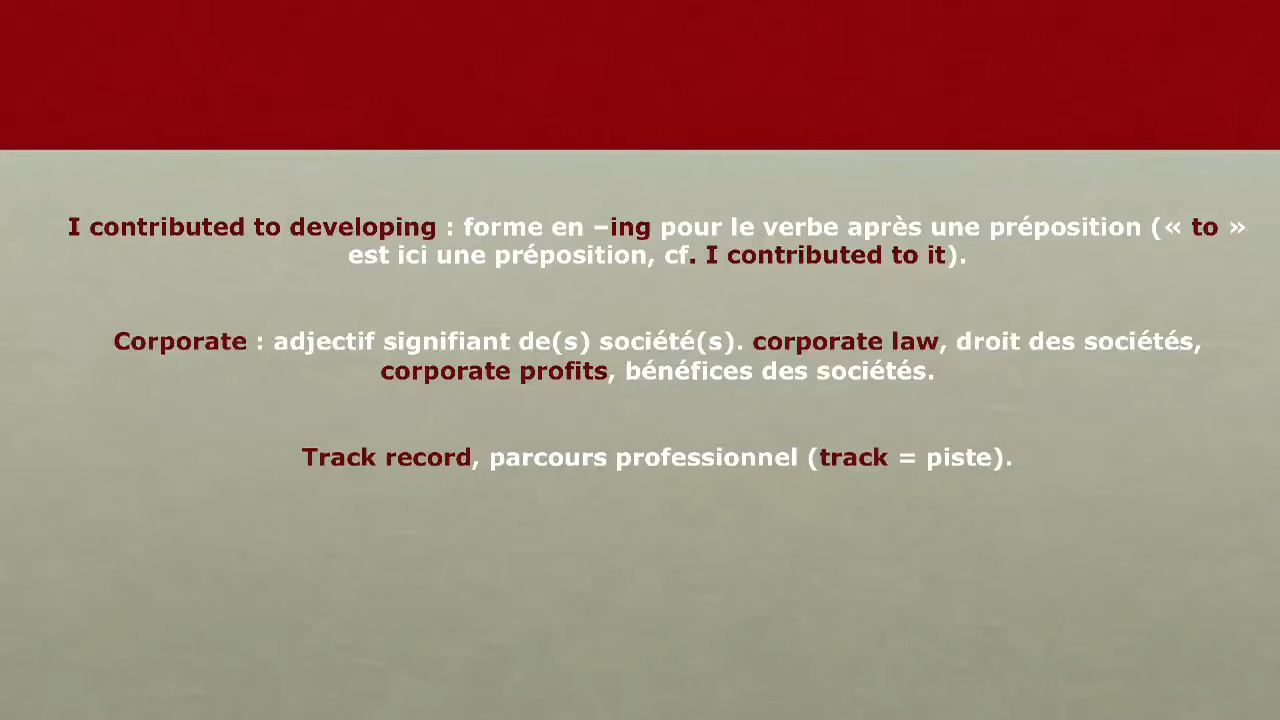 I contributed to developing : forme en –ing pour le verbe après une préposition (« to »
est ici une préposition, cf. I contributed to it).
Corporate : adjectif signifiant de(s) société(s). corporate law, droit des sociétés,
corporate profits, bénéfices des sociétés.
Track record, parcours professionnel (track = piste).